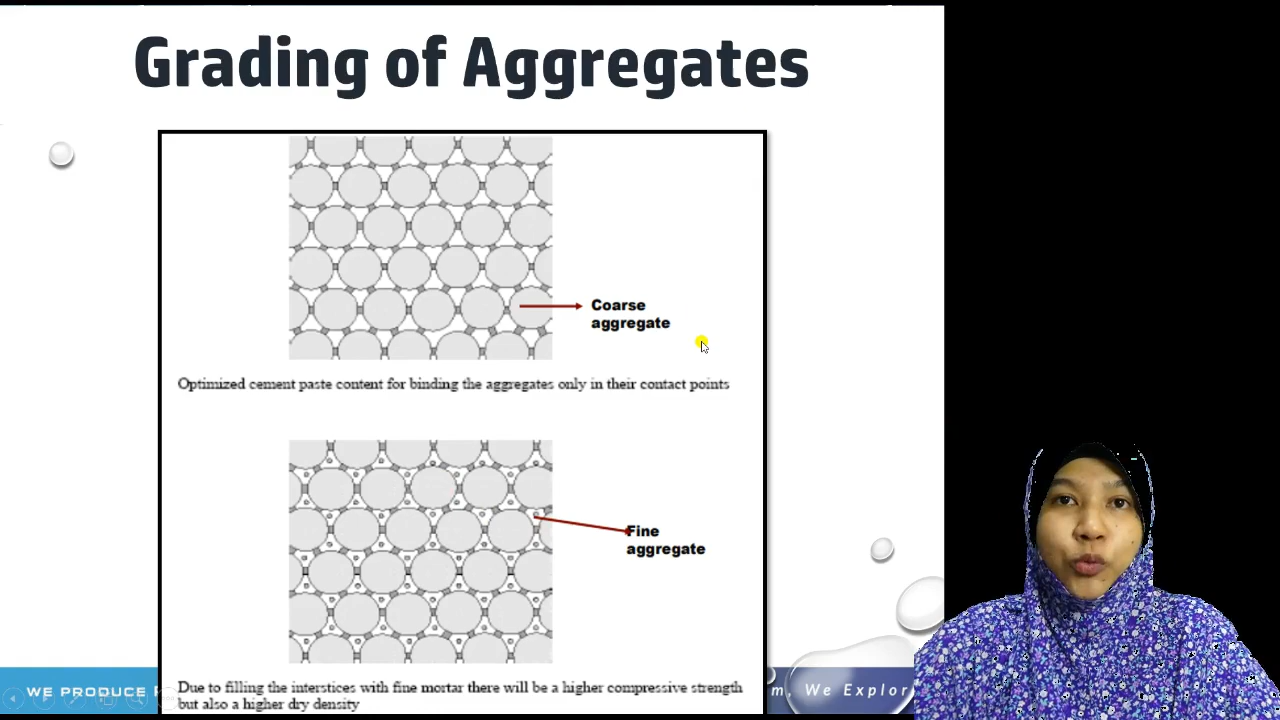 Grading of Aggregates
Coarse
aggregate
Optimized cement paste content for binding the aggregates only in their contact points
Fine
aggregate
Due to filling the interstices with fine mortar there will be a higher compressive strength
but also a higher dry density
WE PRODUCE
m, We Explor